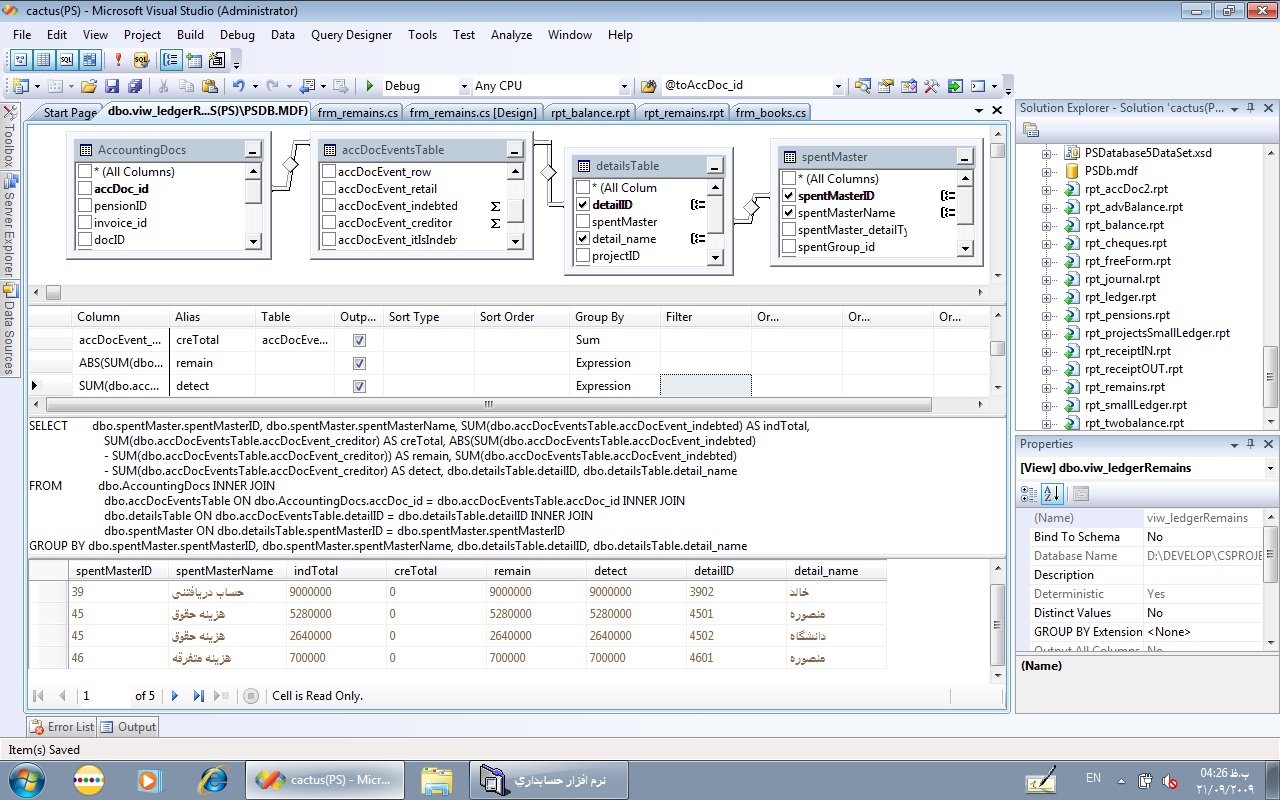 cactus(PS) - Microsoft Visual Studio (Administrator)
File Edit View Project Build Debug Data Query Designer Tools Test Analyze Window Help
Debug Any CPU @toAccDoc_id
Start Page dbo.viw_ledgerR...S(PS)\PSDB.MDF) frm_remains.cs frm_remains.cs [Design] rpt_balance.rpt rpt_remains.rpt frm_books.cs
Toolbox
Server Explorer
Data Sources
AccountingDocs
* (All Columns)
accDoc_id
pensionID
invoice_id
docID
accDocEventsTable
accDocEvent_row
accDocEvent_retail
accDocEvent_indebted
accDocEvent_creditor
accDocEvent_itIsIndeb
detailsTable
* (All Colum
detailID
spentMaster
detail_name
projectID
spentMaster
* (All Columns)
spentMasterID
spentMasterName
spentMaster_detailTy
spentGroup_id
Column Alias Table Outp... Sort Type Sort Order Group By Filter Or... Or... Or...
accDocEvent_... creTotal accDocEve... Sum
ABS(SUM(dbo.... remain Expression
SUM(dbo.acc... detect Expression
SELECT dbo.spentMaster.spentMasterID, dbo.spentMaster.spentMasterName, SUM(dbo.accDocEventsTable.accDocEvent_indebted) AS indTotal,
SUM(dbo.accDocEventsTable.accDocEvent_creditor) AS creTotal, ABS(SUM(dbo.accDocEventsTable.accDocEvent_indebted)
- SUM(dbo.accDocEventsTable.accDocEvent_creditor)) AS remain, SUM(dbo.accDocEventsTable.accDocEvent_indebted)
- SUM(dbo.accDocEventsTable.accDocEvent_creditor) AS detect, dbo.detailsTable.detailID, dbo.detailsTable.detail_name
FROM dbo.AccountingDocs INNER JOIN
dbo.accDocEventsTable ON dbo.AccountingDocs.accDoc_id = dbo.accDocEventsTable.accDoc_id INNER JOIN
dbo.detailsTable ON dbo.accDocEventsTable.detailID = dbo.detailsTable.detailID INNER JOIN
dbo.spentMaster ON dbo.detailsTable.spentMasterID = dbo.spentMaster.spentMasterID
GROUP BY dbo.spentMaster.spentMasterID, dbo.spentMaster.spentMasterName, dbo.detailsTable.detailID, dbo.detailsTable.detail_name
spentMasterID spentMasterName indTotal creTotal remain detect detailID detail_name
39 حساب دريافتني 9000000 0 9000000 9000000 3902 خالد
45 هزينه حقوق 5280000 0 5280000 5280000 4501 منصوره
45 هزينه حقوق 2640000 0 2640000 2640000 4502 دانشگاه
46 هزينه متفرقه 700000 0 700000 700000 4601 منصوره
1 of 5 Cell is Read Only.
Solution Explorer - Solution 'cactus(P...
PSDatabase5DataSet.xsd
PSDb.mdf
rpt_accDoc2.rpt
rpt_advBalance.rpt
rpt_balance.rpt
rpt_cheques.rpt
rpt_freeForm.rpt
rpt_journal.rpt
rpt_ledger.rpt
rpt_pensions.rpt
rpt_projectsSmallLedger.rpt
rpt_receiptIN.rpt
rpt_receiptOUT.rpt
rpt_remains.rpt
rpt_smallLedger.rpt
rpt_twobalance.rpt
Properties
[View] dbo.viw_ledgerRemains
(Name) viw_ledgerRemains
Bind To Schema No
Database Name D:\DEVELOP\CSPROJE
Description
Deterministic Yes
Distinct Values No
GROUP BY Extension <None>
Output All Columns No
(Name)
Error List Output
Item(s) Saved
cactus(PS) - Micr... نرم افزار حسابداري EN 04:26 ب.ظ
۲۱/۰۹/۲۰۰۹